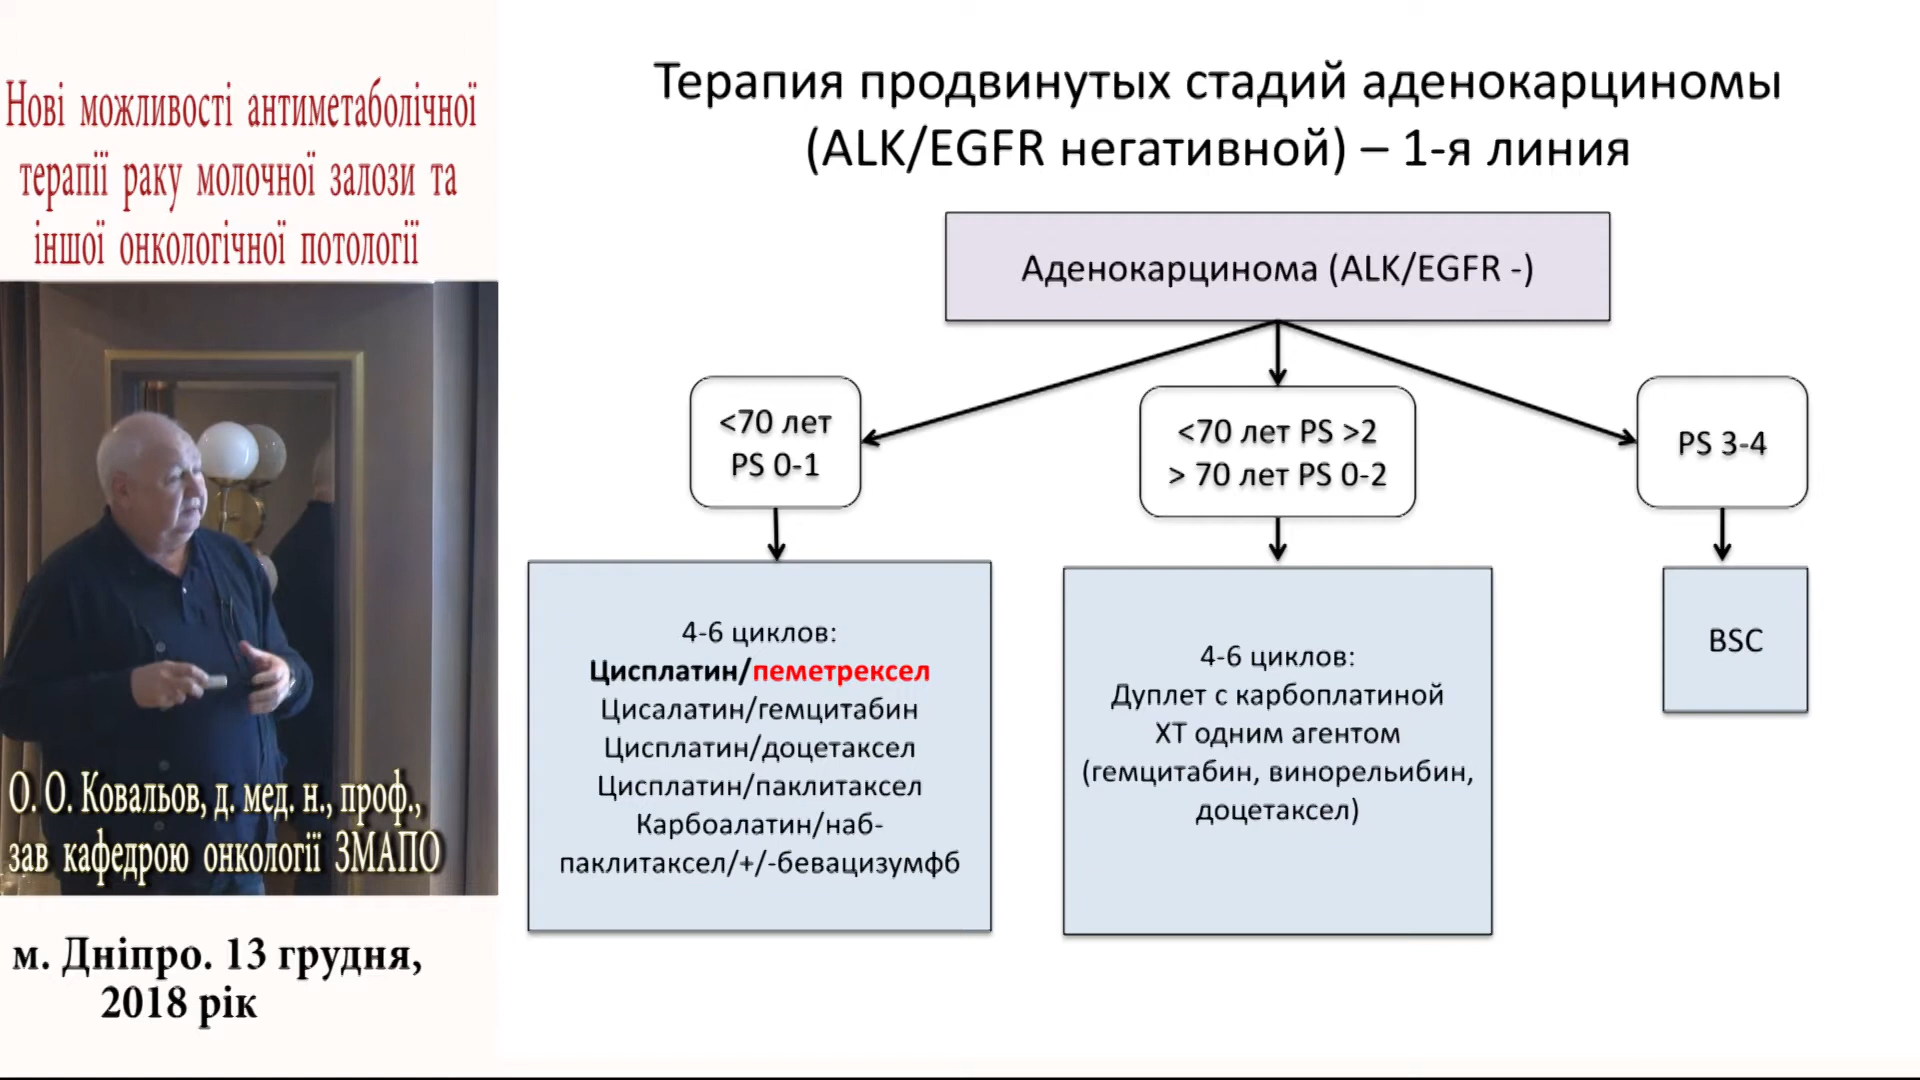 Нові можливості антиметаболічної
терапії раку молочної залози та
іншої онкологічної потології
О. О. Ковальов, д. мед. н., проф.,
зав кафедрою онкології ЗМАПО
м. Дніпро. 13 грудня,
2018 рік
Терапия продвинутых стадий аденокарциномы
(ALK/EGFR негативной) – 1-я линия
Аденокарцинома (ALK/EGFR -)
<70 лет
PS 0-1
<70 лет PS >2
> 70 лет PS 0-2
PS 3-4
4-6 циклов:
Цисплатин/пеметрексел
Цисалатин/гемцитабин
Цисплатин/доцетаксел
Цисплатин/паклитаксел
Карбоалатин/наб-
паклитаксел/+/-бевацизумфб
4-6 циклов:
Дуплет с карбоплатиной
ХТ одним агентом
(гемцитабин, винорельибин,
доцетаксел)
BSC